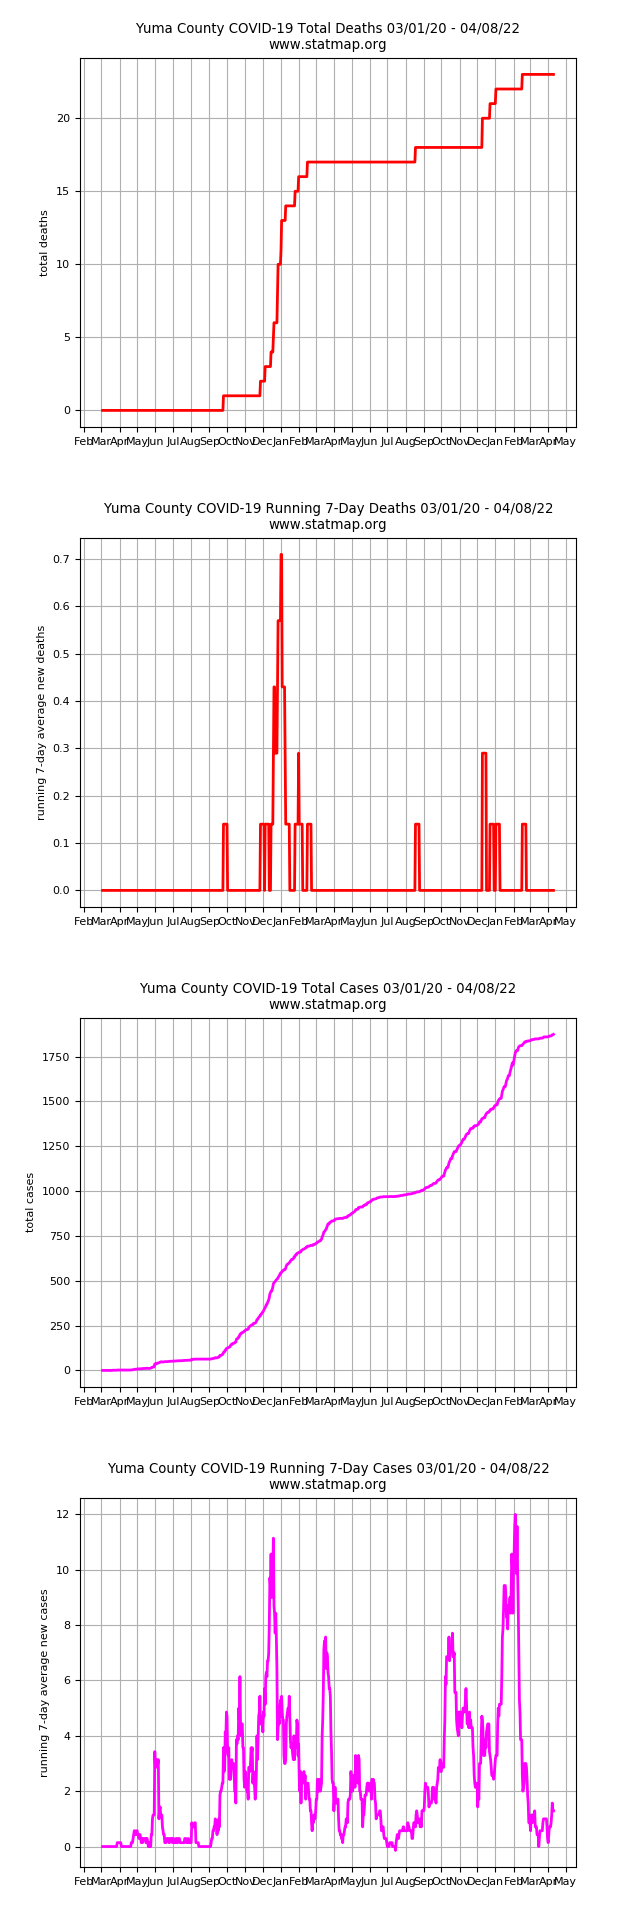 Yuma County COVID-19 Total Deaths 03/01/20 - 04/08/22
www.statmap.org
20
15
10
5
0
total deaths
Feb Mar Apr May Jun Jul Aug Sep Oct Nov Dec Jan Feb Mar Apr May Jun Jul Aug Sep Oct Nov Dec Jan Feb Mar Apr May
Yuma County COVID-19 Running 7-Day Deaths 03/01/20 - 04/08/22
www.statmap.org
0.7
0.6
0.5
0.4
0.3
0.2
0.1
0.0
running 7-day average new deaths
Feb Mar Apr May Jun Jul Aug Sep Oct Nov Dec Jan Feb Mar Apr May Jun Jul Aug Sep Oct Nov Dec Jan Feb Mar Apr May
Yuma County COVID-19 Total Cases 03/01/20 - 04/08/22
www.statmap.org
1750
1500
1250
1000
750
500
250
0
total cases
Feb Mar Apr May Jun Jul Aug Sep Oct Nov Dec Jan Feb Mar Apr May Jun Jul Aug Sep Oct Nov Dec Jan Feb Mar Apr May
Yuma County COVID-19 Running 7-Day Cases 03/01/20 - 04/08/22
www.statmap.org
12
10
8
6
4
2
0
running 7-day average new cases
Feb Mar Apr May Jun Jul Aug Sep Oct Nov Dec Jan Feb Mar Apr May Jun Jul Aug Sep Oct Nov Dec Jan Feb Mar Apr May